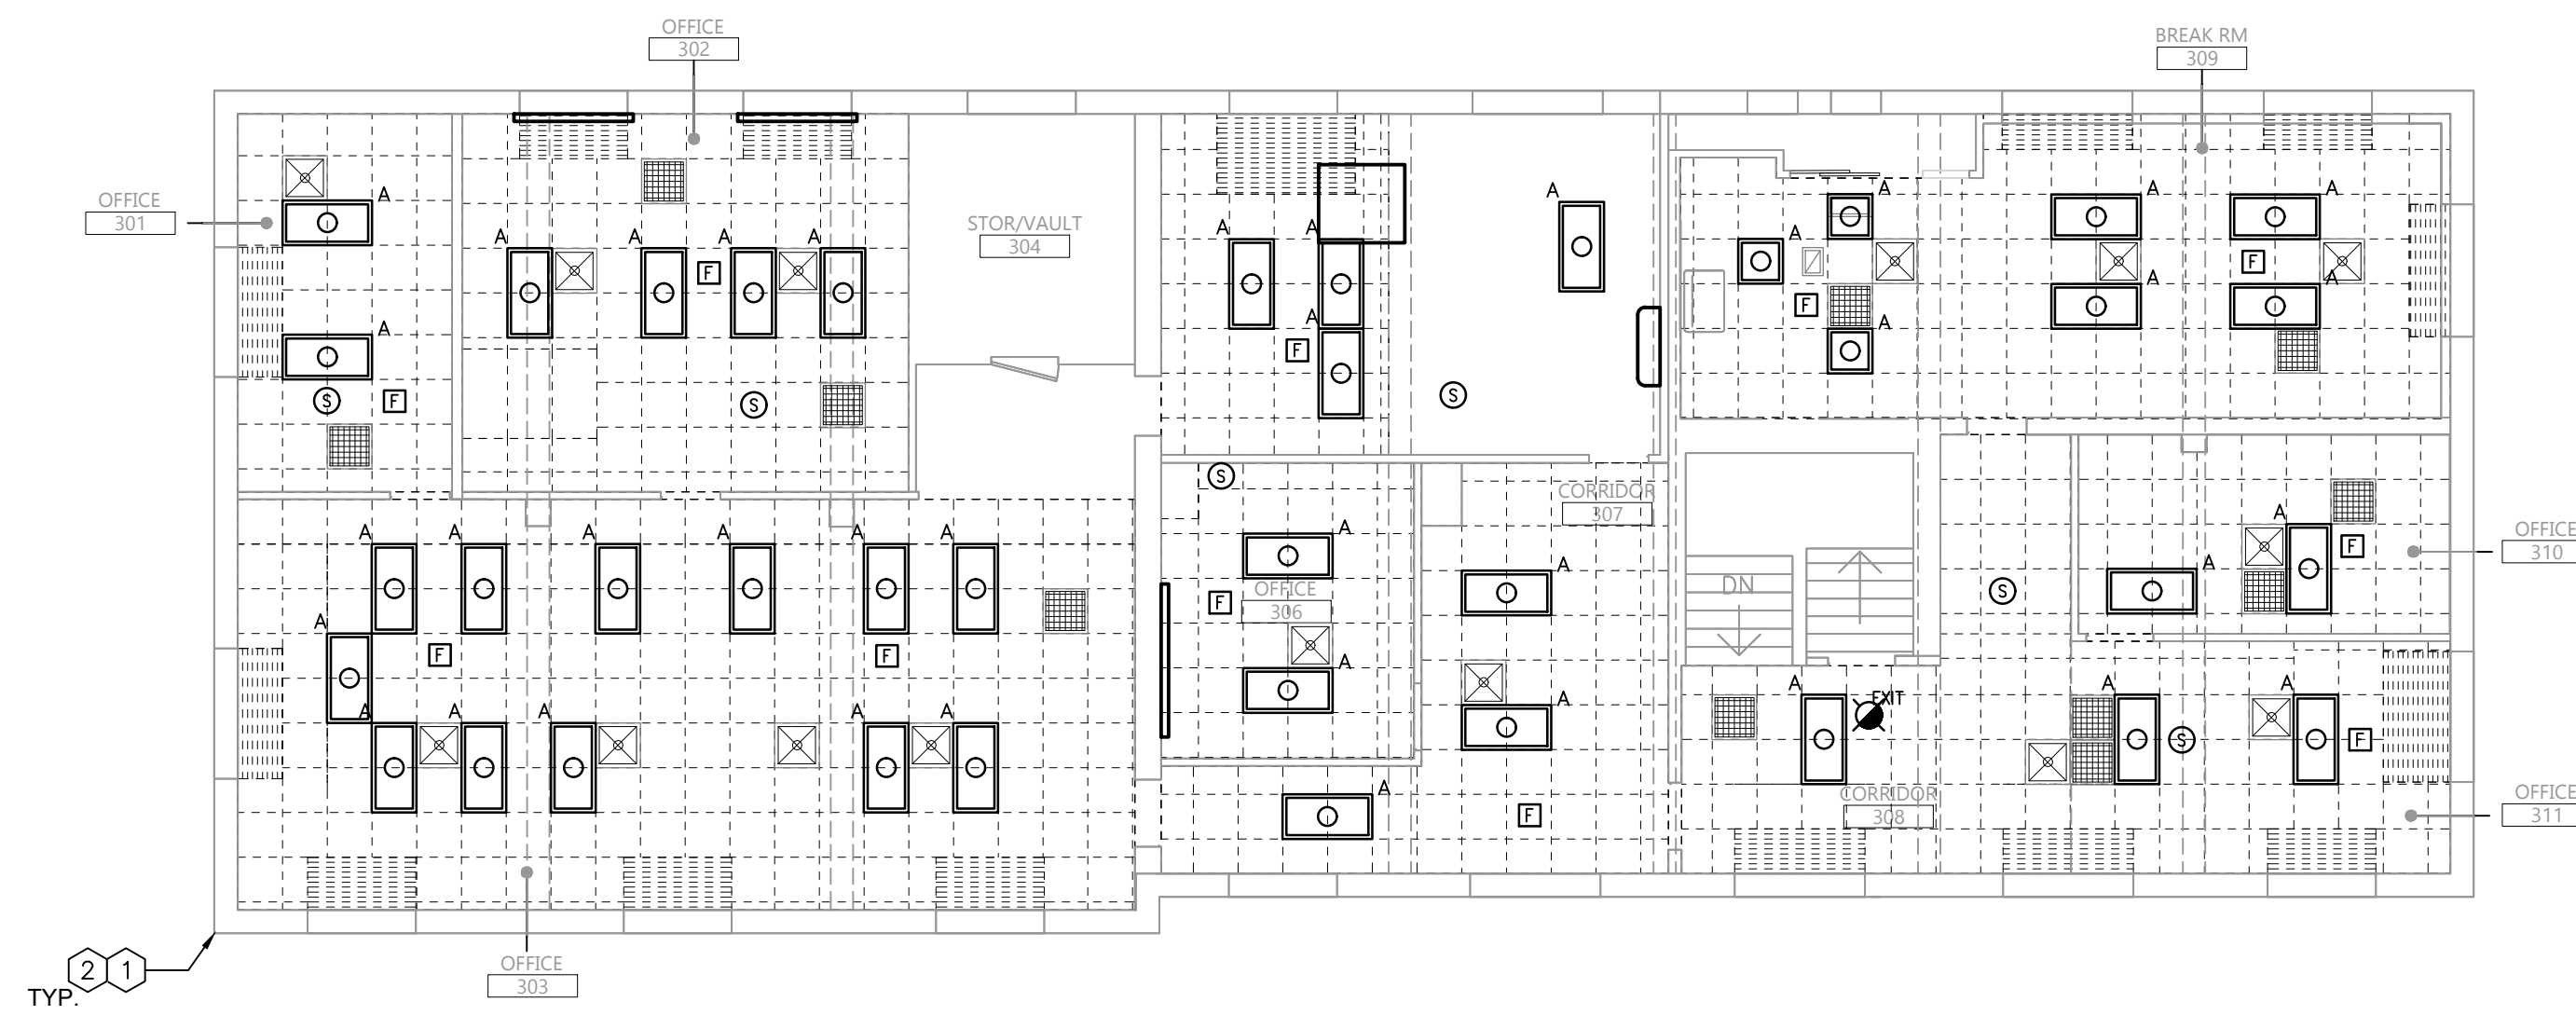 OFFICE
302
BREAK RM
309
OFFICE
301
A
A
A
A
A
A
A
F
A
STOR/VAULT
304
A
A
A
A
F
A
A
A
F
A
A
A
A
F
A
S
F
S
S
S
OFFICE
303
A
A
A
A
A
A
A
F
F
A
A
A
A
A
A
F
OFFICE
306
A
CORRIDOR
307
A
A
A
F
DN
S
A
A
F
OFFICE
310
A
EXIT
A
S
A
F
CORRIDOR
308
OFFICE
311
2 1
TYP.